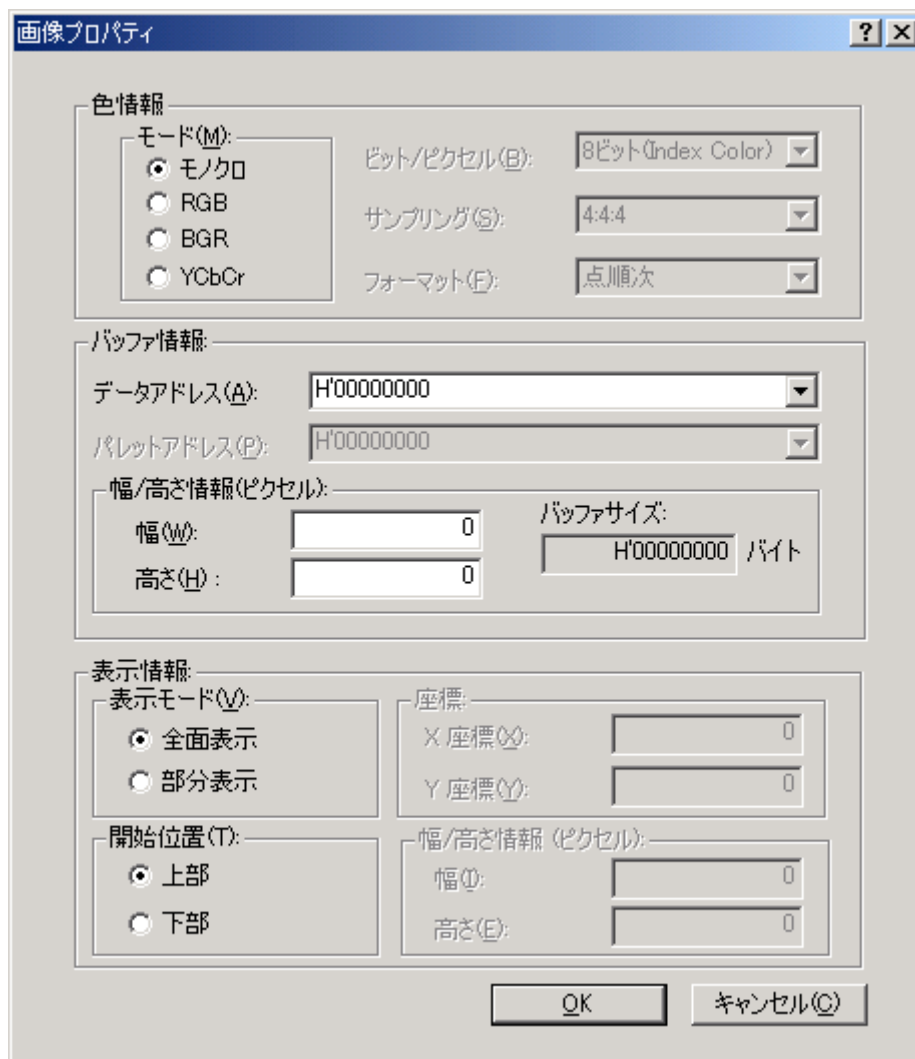 画像プロパティ
色情報
モード(M):
モノクロ
RGB
BGR
YCbCr
ビット/ピクセル(B):
8ビット(Index Color)
サンプリング(S):
4:4:4
フォーマット(F):
点順次
バッファ情報:
データアドレス(A):
H'00000000
パレットアドレス(P):
H'00000000
幅/高さ情報(ピクセル):
幅(W):
0
高さ(H) :
0
バッファサイズ:
H'00000000 バイト
表示情報:
表示モード(V):
全面表示
部分表示
座標:
X 座標(X):
0
Y 座標(Y):
0
開始位置(T):
上部
下部
幅/高さ情報 (ピクセル):
幅(I):
0
高さ(E):
0
OK
キャンセル(C)